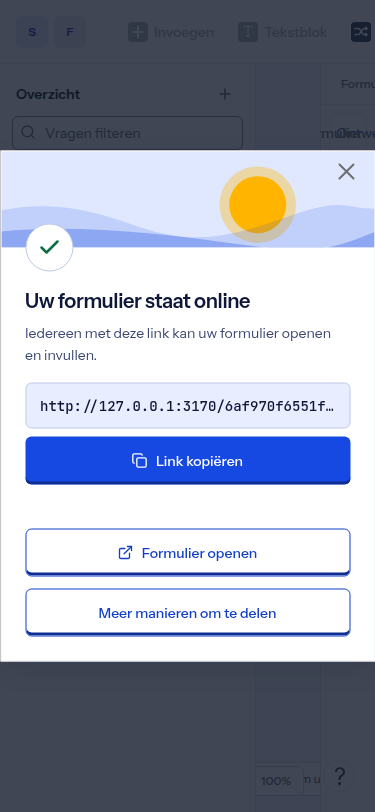 S F Invoegen Tekstblok
Overzicht
Formu
Vragen filteren
Uw formulier staat online
Iedereen met deze link kan uw formulier openen
en invullen.
http://127.0.0.1:3170/6af970f6551f…
Link kopiëren
Formulier openen
Meer manieren om te delen
100%
?